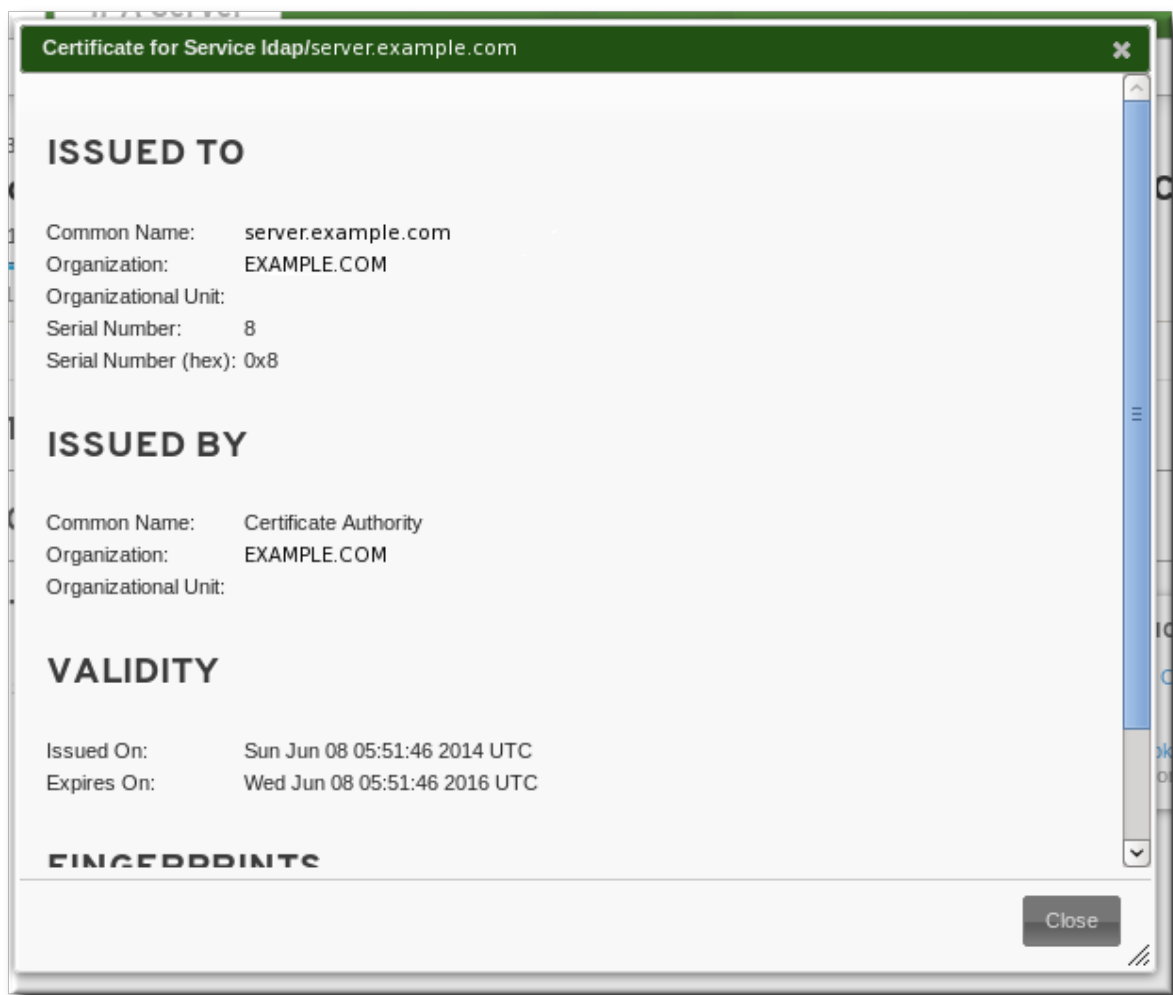 IPA Server
Certificate for Service ldap/server.example.com
ISSUED TO
Common Name: server.example.com
Organization: EXAMPLE.COM
Organizational Unit:
Serial Number: 8
Serial Number (hex): 0x8
ISSUED BY
Common Name: Certificate Authority
Organization: EXAMPLE.COM
Organizational Unit:
VALIDITY
Issued On: Sun Jun 08 05:51:46 2014 UTC
Expires On: Wed Jun 08 05:51:46 2016 UTC
FINGERPRINTS
Close